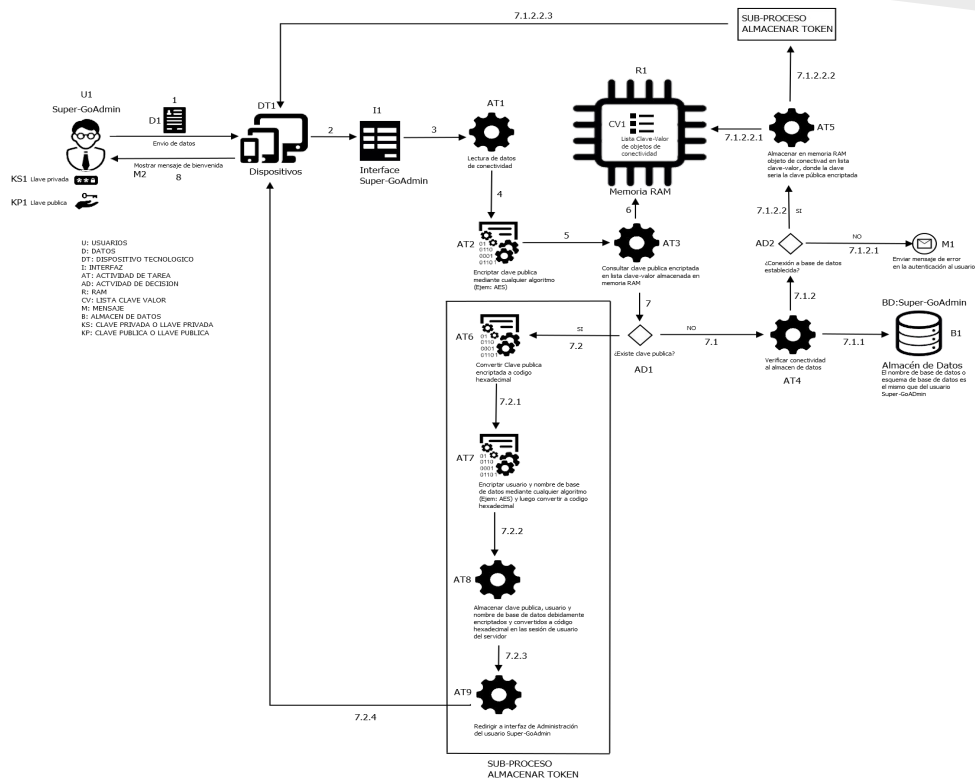 7.1.2.2.3
SUB-PROCESO
ALMACENAR TOKEN
7.1.2.2.2
U1
Super-GoAdmin
1
D1
Envio de datos
Mostrar mensaje de bienvenida
M2
8
KS1 Llave privada
KP1 Llave publica
DT1
Dispositivos
2
I1
Interface
Super-GoAdmin
3
AT1
Lectura de datos
de conectividad
4
R1
CV1
Lista Clave-Valor
de objetos de
conectividad
Memoria RAM
7.1.2.2.1
AT5
Almacenar en memoria RAM
objeto de conectivad en lista
clave-valor, donde la clave
seria la clave pública encriptada
7.1.2.2
SI
6
AT2
01
0110
0001
01101
Encriptar clave publica
mediante cualquier algoritmo
(Ejem: AES)
5
AT3
Consultar clave publica encriptada
en lista clave-valor almacenada en
memoria RAM
AD2
¿Conexión a base de datos
establecida?
NO
7.1.2.1
M1
Enviar mensaje de error
en la autenticación al usuario
U: USUARIOS
D: DATOS
DT: DISPOSITIVO TECNOLOGICO
I: INTERFAZ
AT: ACTIVIDAD DE TAREA
AD: ACTVIDAD DE DECISION
R: RAM
CV: LISTA CLAVE VALOR
M: MENSAJE
B: ALMACEN DE DATOS
KS: CLAVE PRIVADA O LLAVE PRIVADA
KP: CLAVE PUBLICA O LLAVE PUBLICA
7
7.1.2
AT6
01
0110
0001
01101
Convertir Clave publica
encriptada a codigo
hexadecimal
SI
7.2
¿Existe clave publica?
AD1
NO
7.1
Verificar conectividad
al almacen de datos
AT4
7.1.1
BD:Super-GoAdmin
B1
Almacén de Datos
El nombre de base de datos o
esquema de base de datos es
el mismo que del usuario
Super-GoADmin
7.2.1
AT7
01
0110
0001
01101
Encriptar usuario y nombre de base
de datos mediante cualquier algoritmo
(Ejem: AES) y luego convertir a codigo
hexadecimal
7.2.2
AT8
Almacenar clave publica, usuario y
nombre de base de datos debidamente
encriptados y convertidos a código
hexadecimal en las sesión de usuario
del servidor
7.2.3
AT9
Redirigir a interfaz de Administración
del usuario Super-GoAdmin
7.2.4
SUB-PROCESO
ALMACENAR TOKEN